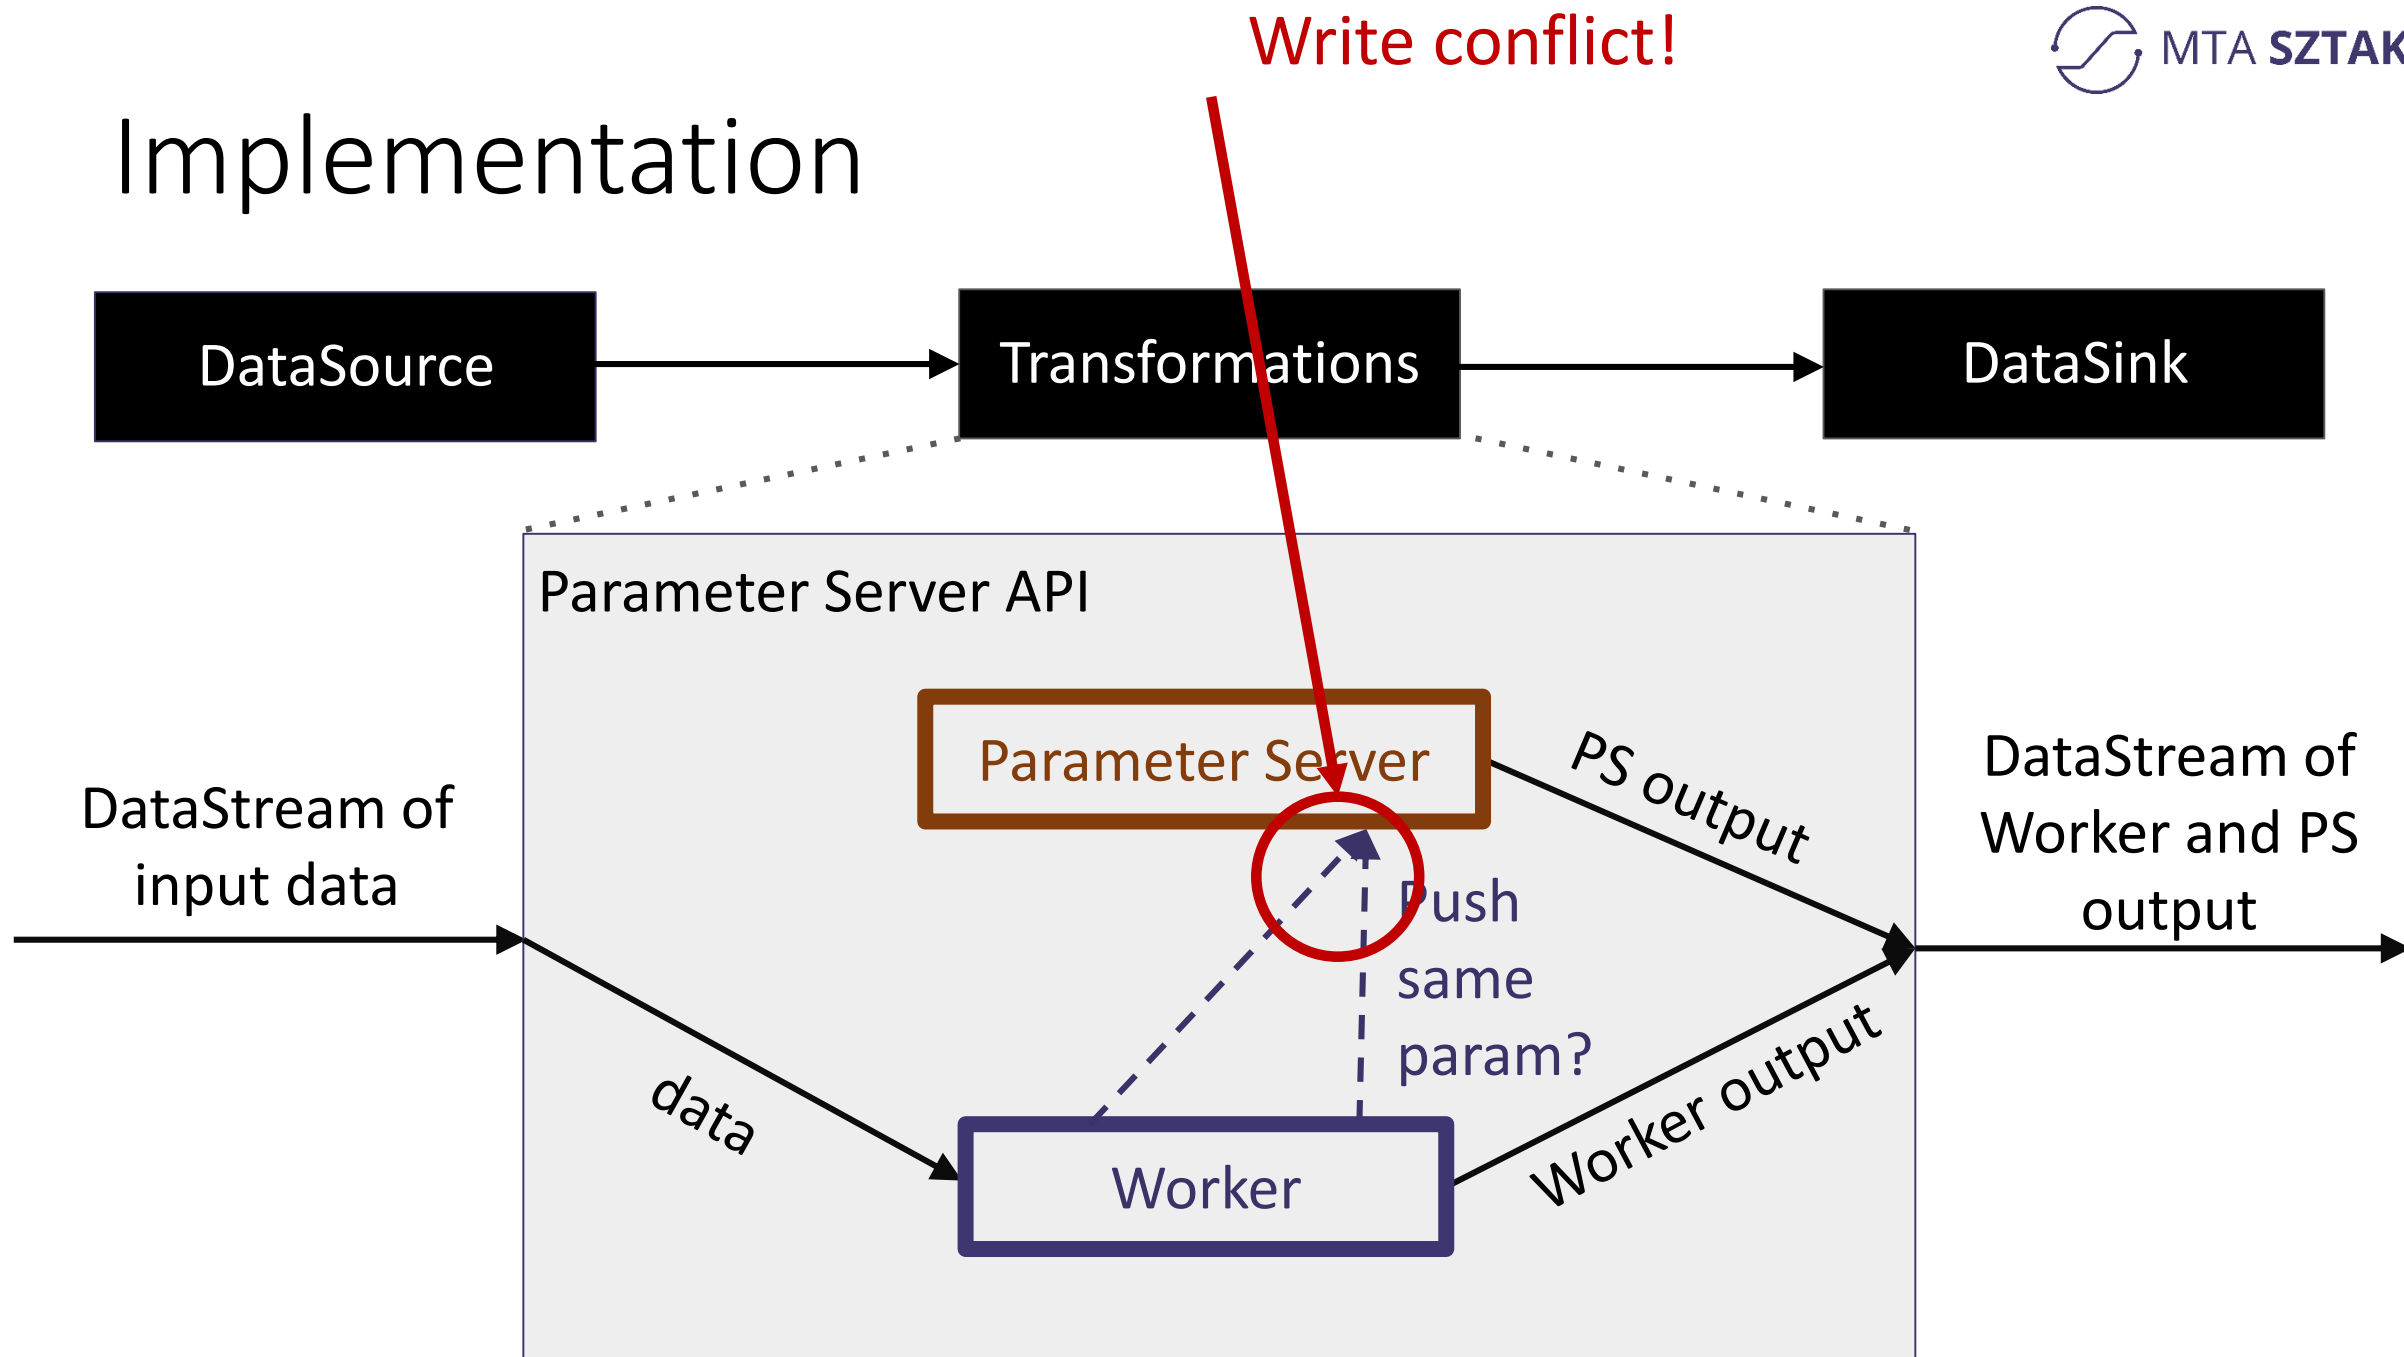 Write conflict!
MTA SZTAK
Implementation
DataSource
Transformations
DataSink
Parameter Server API
Parameter Server
PS output
DataStream of
Worker and PS
output
DataStream of
input data
Push
same
param?
data
Worker output
Worker